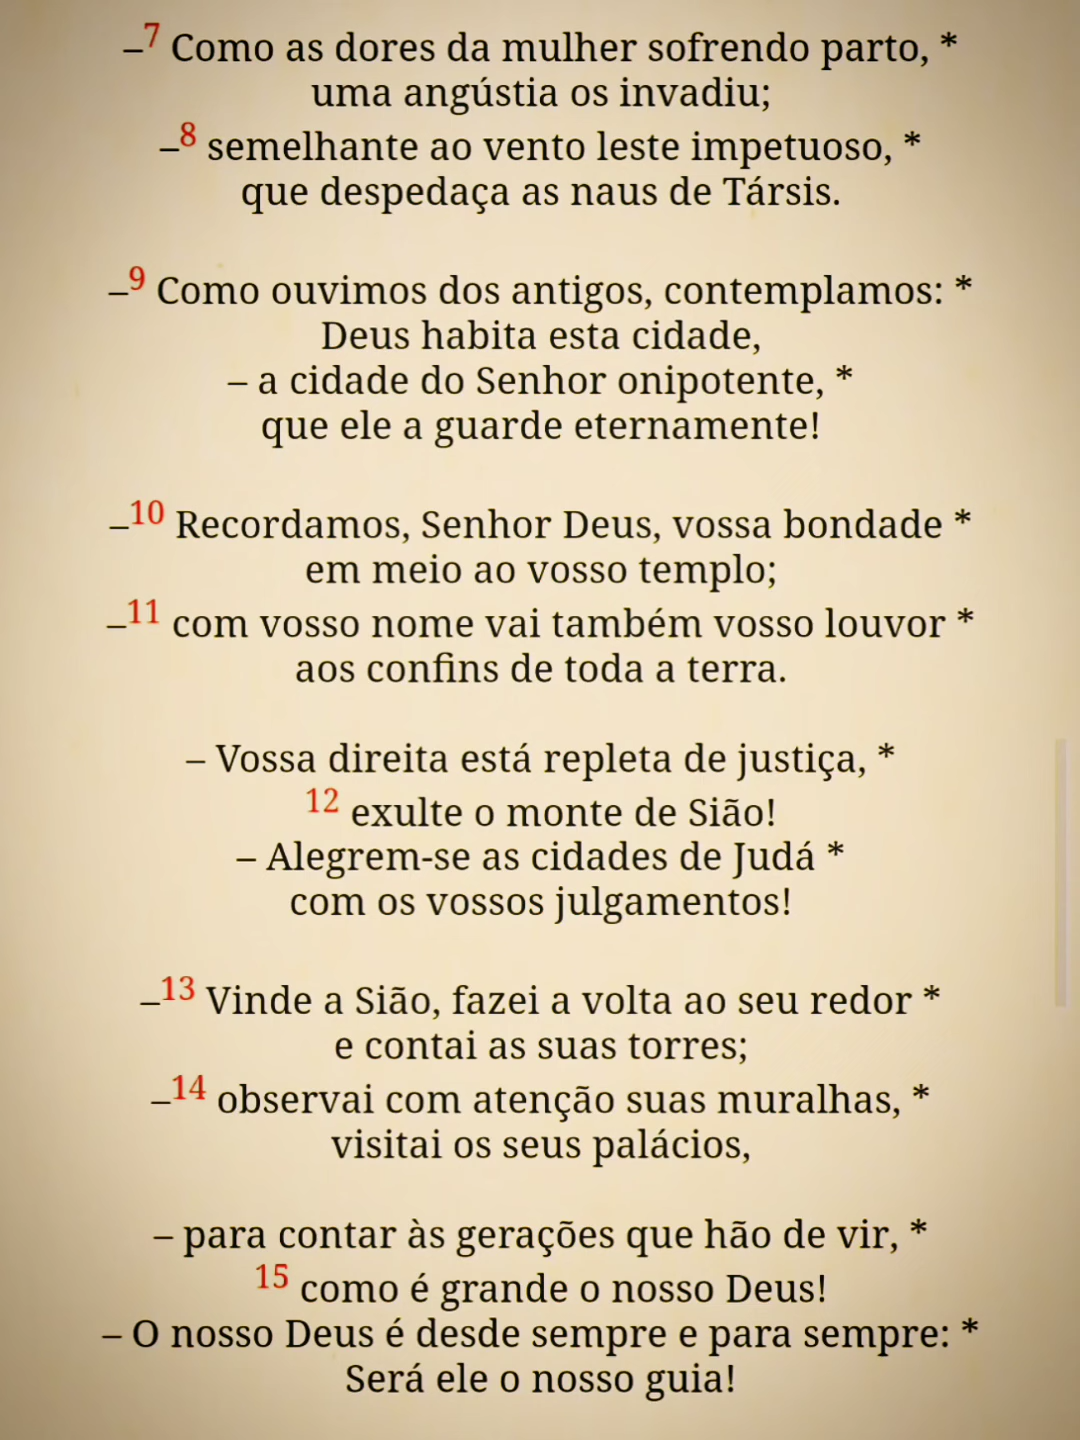 –7 Como as dores da mulher sofrendo parto, *
uma angústia os invadiu;
–8 semelhante ao vento leste impetuoso, *
que despedaça as naus de Társis.
–9 Como ouvimos dos antigos, contemplamos: *
Deus habita esta cidade,
– a cidade do Senhor onipotente, *
que ele a guarde eternamente!
–10 Recordamos, Senhor Deus, vossa bondade *
em meio ao vosso templo;
–11 com vosso nome vai também vosso louvor *
aos confins de toda a terra.
– Vossa direita está repleta de justiça, *
12 exulte o monte de Sião!
– Alegrem-se as cidades de Judá *
com os vossos julgamentos!
–13 Vinde a Sião, fazei a volta ao seu redor *
e contai as suas torres;
–14 observai com atenção suas muralhas, *
visitai os seus palácios,
– para contar às gerações que hão de vir, *
15 como é grande o nosso Deus!
– O nosso Deus é desde sempre e para sempre: *
Será ele o nosso guia!